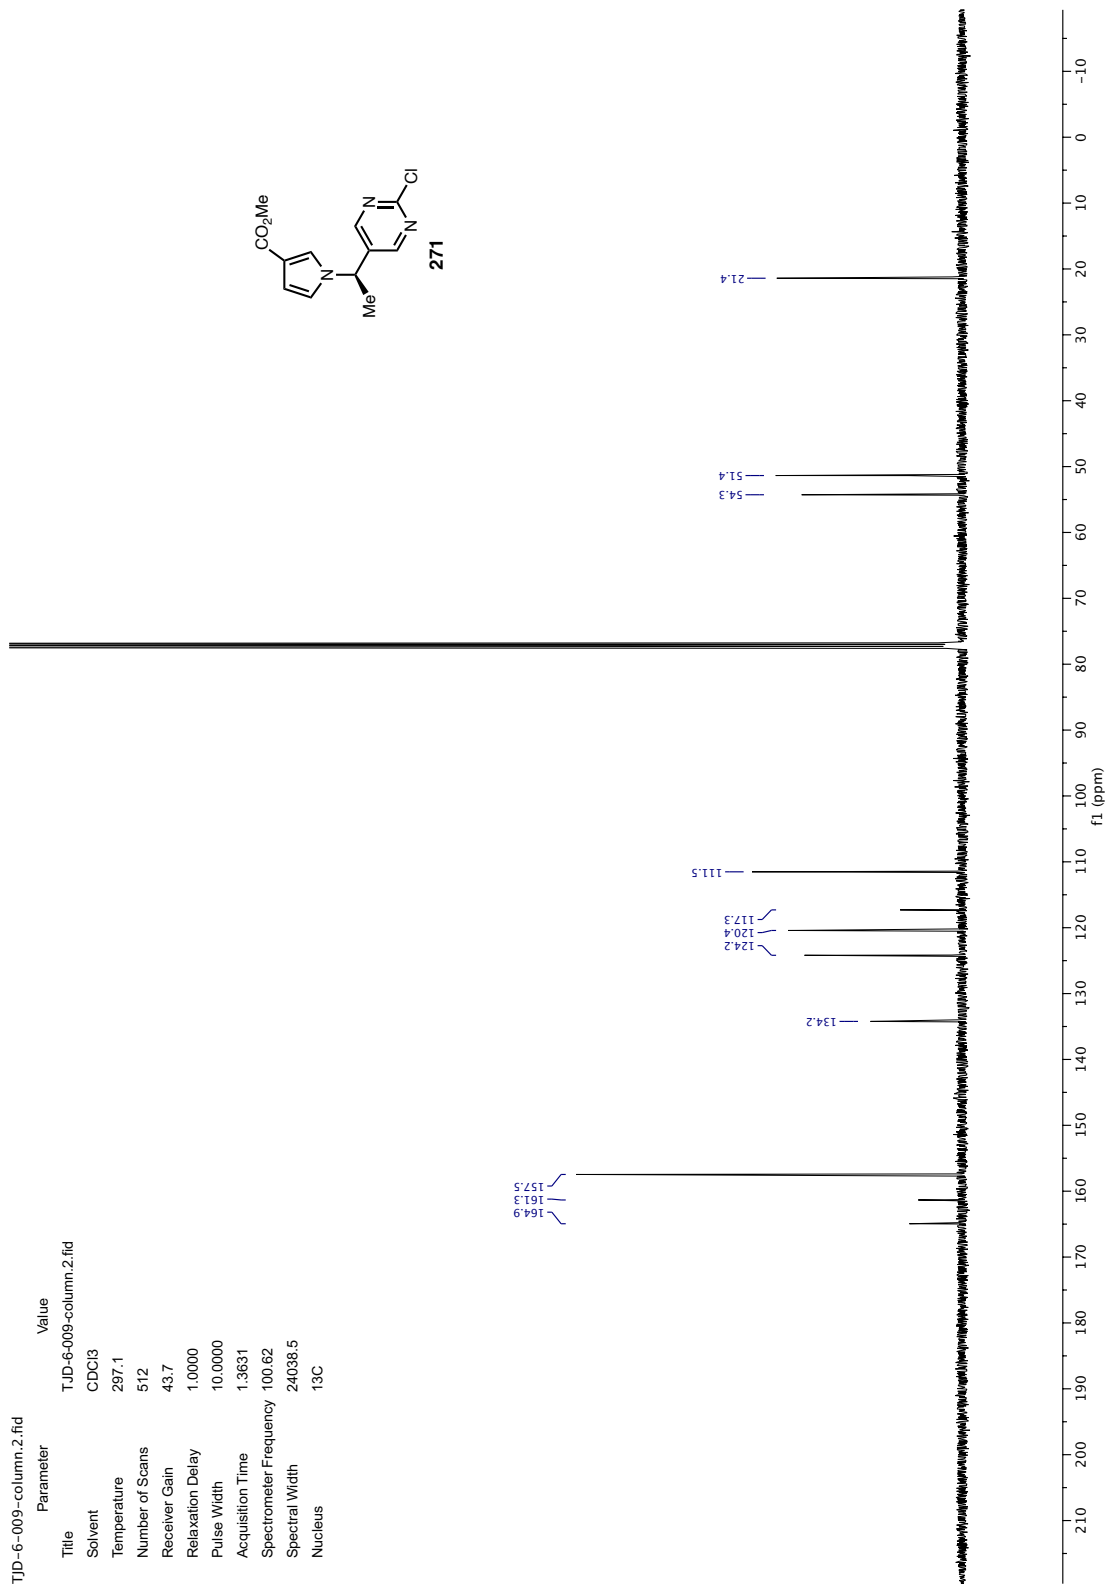 TJD-6-009-column.2.fid
Parameter Value
Title TJD-6-009-column.2.fid
Solvent CDCl3
Temperature 297.1
Number of Scans 512
Receiver Gain 43.7
Relaxation Delay 1.0000
Pulse Width 10.0000
Acquisition Time 1.3631
Spectrometer Frequency 100.62
Spectral Width 24038.5
Nucleus 13C
CO2Me
N
N
Me
N
Cl
271
164.9
161.3
157.5
134.2
124.2
120.4
117.3
111.5
54.3
51.4
21.4
210 200 190 180 170 160 150 140 130 120 110 100 90 80 70 60 50 40 30 20 10 0 -10
f1 (ppm)